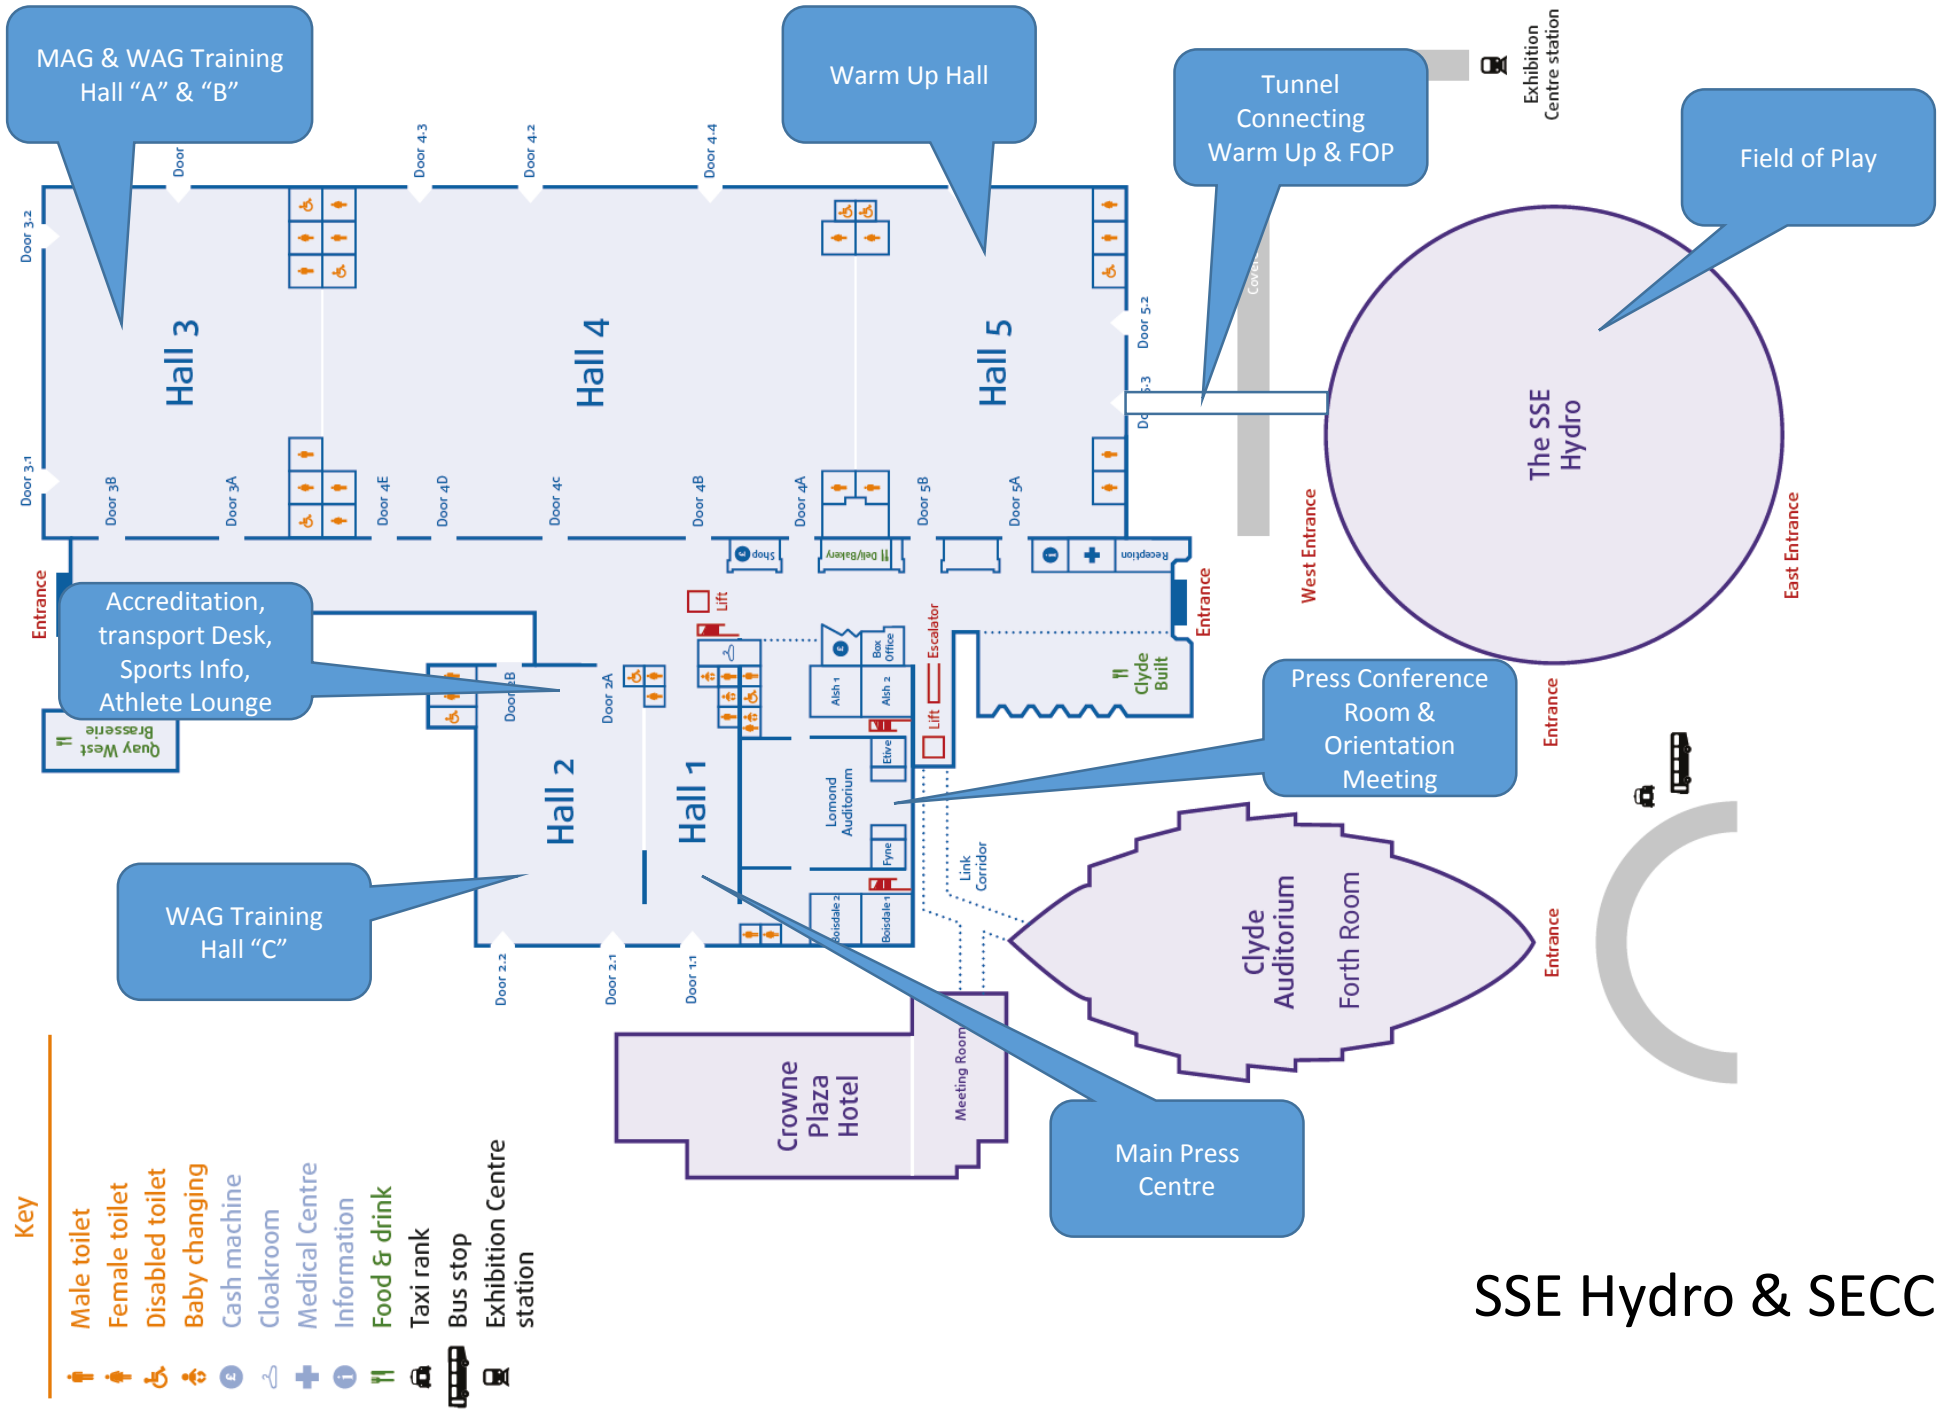 MAG & WAG Training
Hall “A” & “B”
Warm Up Hall
Tunnel
Connecting
Warm Up & FOP
Field of Play
Exhibition
Centre station
Door
Door 4.3
Door 4.2
Door 4.4
Door 3.2
Door 3.1
Door 5.2
Hall 3
Hall 4
Hall 5
The SSE
Hydro
Door 3B
Door 3A
Door 4E
Door 4D
Door 4c
Door 4B
Door 4A
Door 5B
Door 5A
West Entrance
East Entrance
Shop
Deli/Bakery
Reception
Entrance
Entrance
Accreditation,
transport Desk,
Sports Info,
Athlete Lounge
Lift
Box
Office
Escalator
Lift
Clyde
Built
Quay West
Brasserie
Door 2A
Alsh 1
Alsh 2
Etive
Press Conference
Room &
Orientation
Meeting
Entrance
Hall 2
Hall 1
Lomond
Auditorium
Fyne
Link
Corridor
Boisdale 2
Boisdale 1
WAG Training
Hall “C”
Door 2.2
Door 2.1
Door 1.1
Clyde
Auditorium
Forth Room
Entrance
Crowne
Plaza
Hotel
Meeting Room
Main Press
Centre
Key
Male toilet
Female toilet
Disabled toilet
Baby changing
Cash machine
Cloakroom
Medical Centre
Information
Food & drink
Taxi rank
Bus stop
Exhibition Centre
station
SSE Hydro & SECC